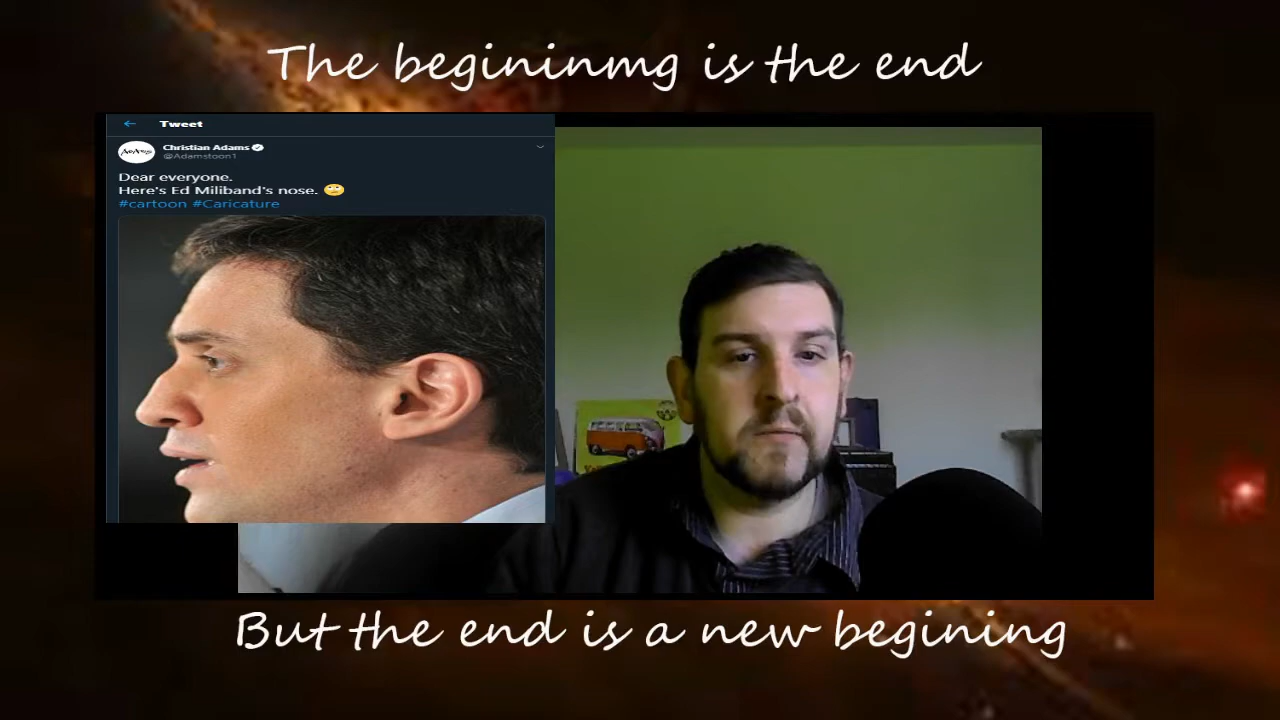 The begininmg is the end
Tweet
Christian Adams
@Adamstoon1
Dear everyone.
Here's Ed Miliband's nose. 🙄
#cartoon #Caricature
But the end is a new begining